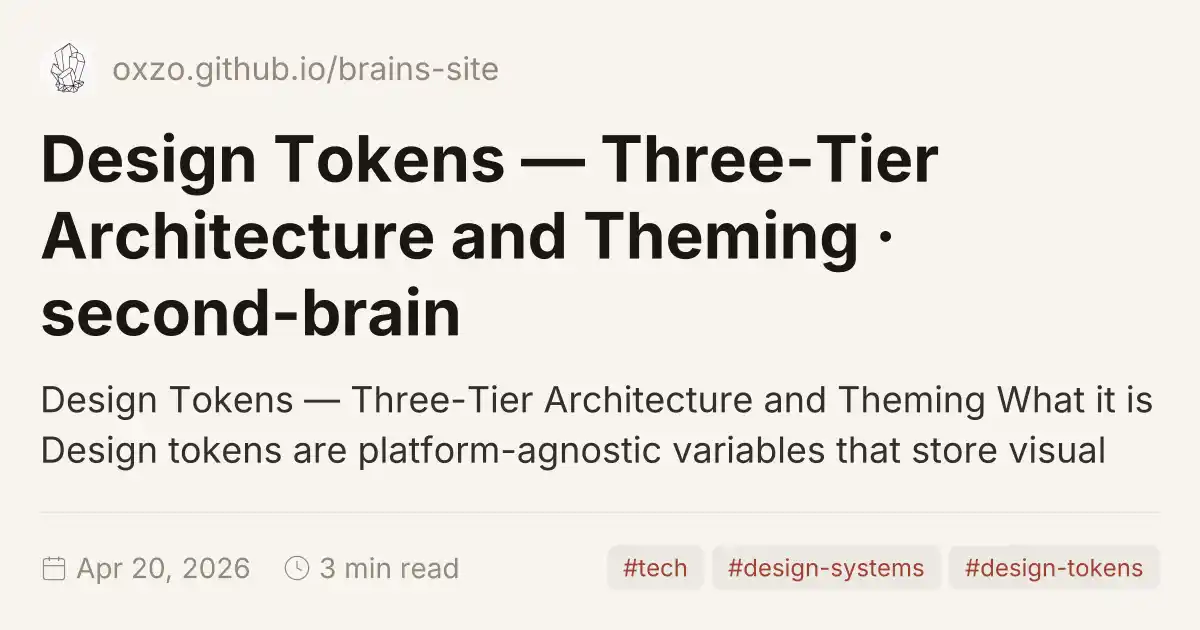 oxzo.github.io/brains-site
Design Tokens — Three-Tier
Architecture and Theming ·
second-brain
Design Tokens — Three-Tier Architecture and Theming What it is
Design tokens are platform-agnostic variables that store visual
Apr 20, 2026 3 min read #tech #design-systems #design-tokens